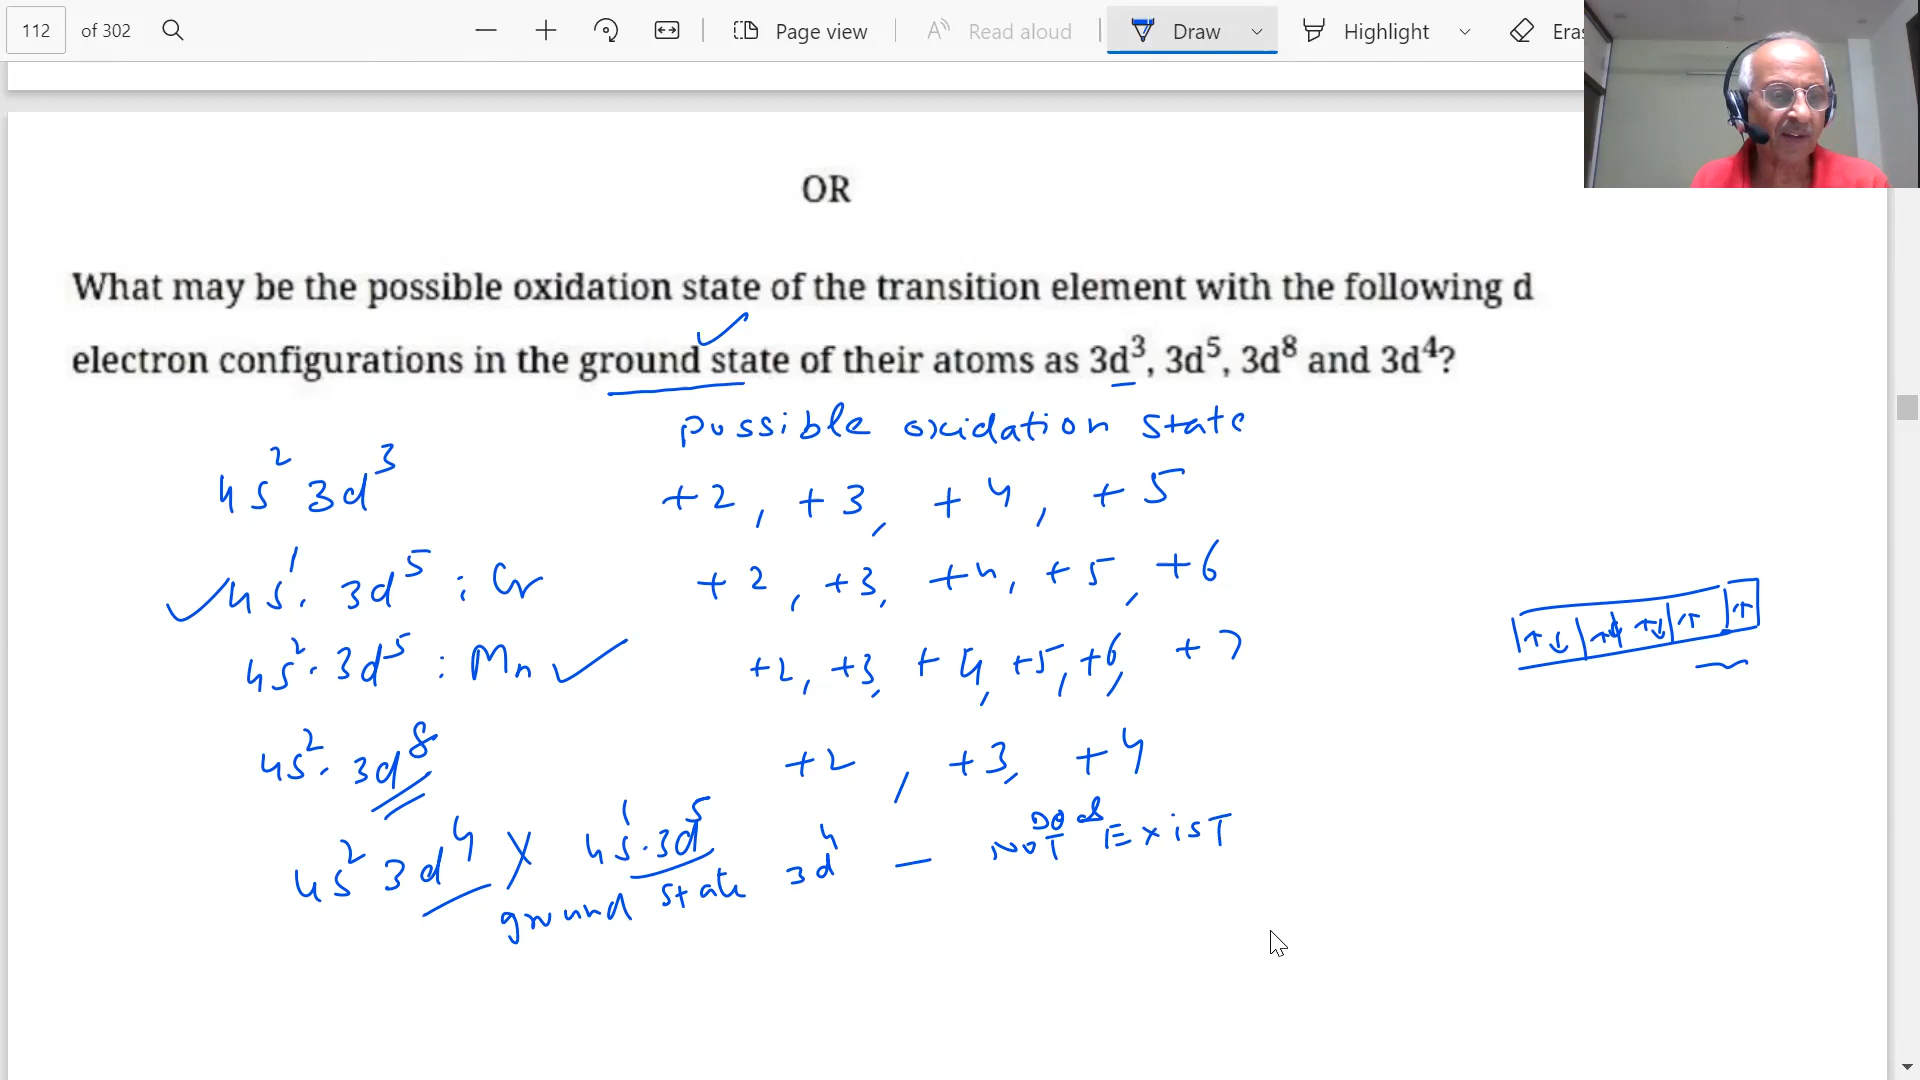 112 of 302 Page view Read aloud Draw Highlight Eras
OR
What may be the possible oxidation state of the transition element with the following d
electron configurations in the ground state of their atoms as 3d³, 3d⁵, 3d⁸ and 3d⁴?
possible oxidation state
4s² 3d³ +2, +3, +4, +5
4s¹. 3d⁵ : Cr +2, +3, +4, +5, +6
4s². 3d⁵ : Mn +2, +3, +4, +5, +6, +7
4s². 3d⁸ +2, +3, +4
4s² 3d⁴ X 4s¹.3d⁵
ground state 3d⁴ — Does NOT ExisT